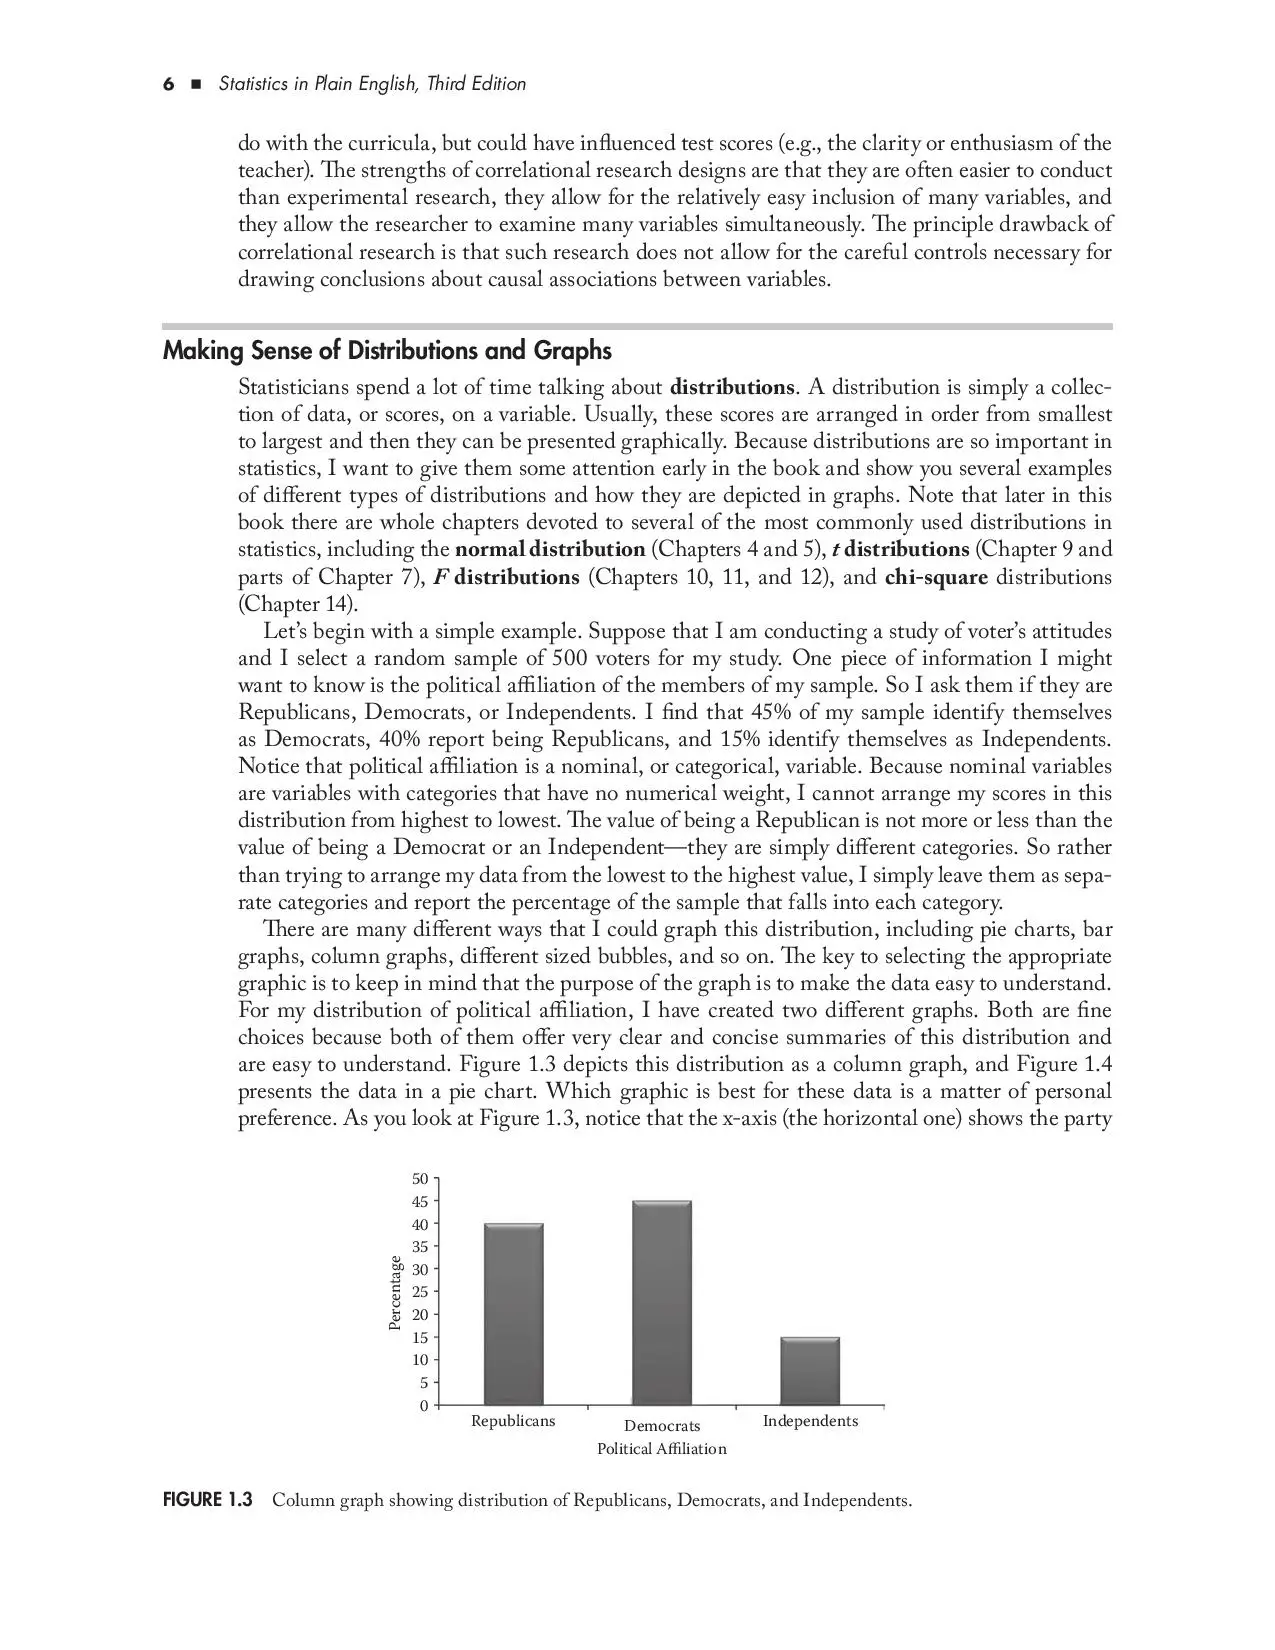 6 ■ Statistics in Plain English, Third Edition
do with the curricula, but could have influenced test scores (e.g., the clarity or enthusiasm of the
teacher). The strengths of correlational research designs are that they are often easier to conduct
than experimental research, they allow for the relatively easy inclusion of many variables, and
they allow the researcher to examine many variables simultaneously. The principle drawback of
correlational research is that such research does not allow for the careful controls necessary for
drawing conclusions about causal associations between variables.
Making Sense of Distributions and Graphs
Statisticians spend a lot of time talking about distributions. A distribution is simply a collec-
tion of data, or scores, on a variable. Usually, these scores are arranged in order from smallest
to largest and then they can be presented graphically. Because distributions are so important in
statistics, I want to give them some attention early in the book and show you several examples
of different types of distributions and how they are depicted in graphs. Note that later in this
book there are whole chapters devoted to several of the most commonly used distributions in
statistics, including the normal distribution (Chapters 4 and 5), t distributions (Chapter 9 and
parts of Chapter 7), F distributions (Chapters 10, 11, and 12), and chi-square distributions
(Chapter 14).
Let’s begin with a simple example. Suppose that I am conducting a study of voter’s attitudes
and I select a random sample of 500 voters for my study. One piece of information I might
want to know is the political affiliation of the members of my sample. So I ask them if they are
Republicans, Democrats, or Independents. I find that 45% of my sample identify themselves
as Democrats, 40% report being Republicans, and 15% identify themselves as Independents.
Notice that political affiliation is a nominal, or categorical, variable. Because nominal variables
are variables with categories that have no numerical weight, I cannot arrange my scores in this
distribution from highest to lowest. The value of being a Republican is not more or less than the
value of being a Democrat or an Independent—they are simply different categories. So rather
than trying to arrange my data from the lowest to the highest value, I simply leave them as sepa-
rate categories and report the percentage of the sample that falls into each category.
There are many different ways that I could graph this distribution, including pie charts, bar
graphs, column graphs, different sized bubbles, and so on. The key to selecting the appropriate
graphic is to keep in mind that the purpose of the graph is to make the data easy to understand.
For my distribution of political affiliation, I have created two different graphs. Both are fine
choices because both of them offer very clear and concise summaries of this distribution and
are easy to understand. Figure 1.3 depicts this distribution as a column graph, and Figure 1.4
presents the data in a pie chart. Which graphic is best for these data is a matter of personal
preference. As you look at Figure 1.3, notice that the x-axis (the horizontal one) shows the party
50
45
40
35
30
25
20
15
10
5
0
Percentage
Republicans
Democrats
Independents
Political Affiliation
FIGURE 1.3 Column graph showing distribution of Republicans, Democrats, and Independents.